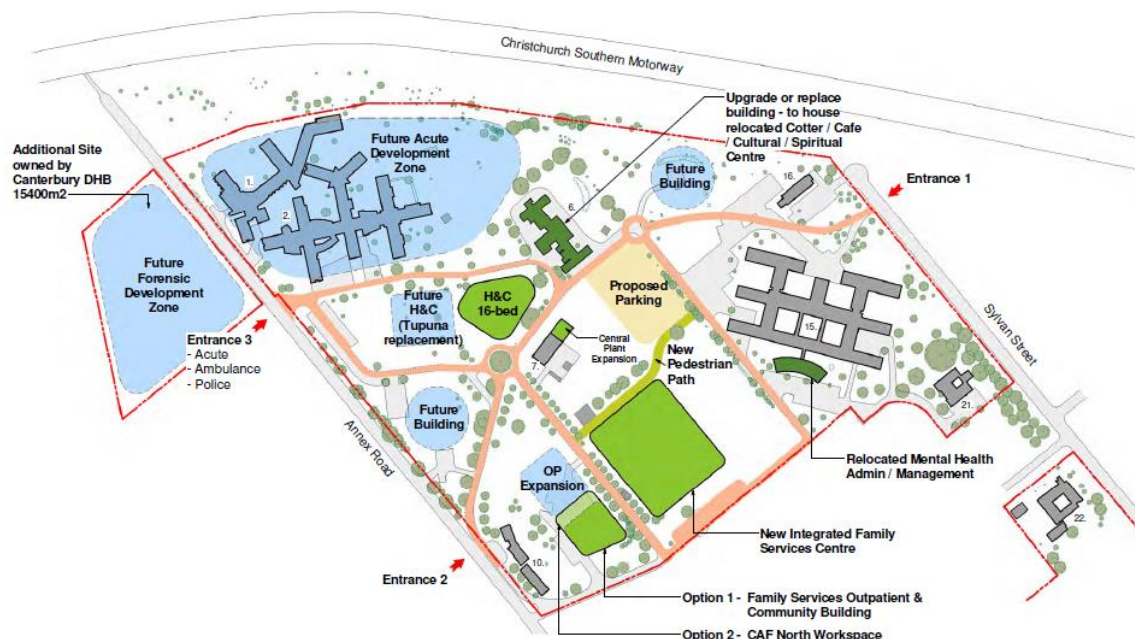 Christchurch Southern Motorway
Upgrade or replace
building - to house
relocated Cotter / Cafe
/ Cultural / Spiritual
Centre
Additional Site
owned by
Canterbury DHB
15400m2
Future Acute
Development
Zone
1.
2.
Future
Building
16.
Entrance 1
6.
Future
Forensic
Development
Zone
Proposed
Parking
H&C
16-bed
Future
H&C
(Tupuna
replacement)
Entrance 3
- Acute
- Ambulance
- Police
Central
Plant
Expansion
7.
New
Pedestrian
Path
15.
Sylvan Street
21.
Future
Building
Annex Road
OP
Expansion
Relocated Mental Health
Admin / Management
22.
New Integrated Family
Services Centre
10.
Entrance 2
Option 1 - Family Services Outpatient &
Community Building
Option 2 - CAF North Workspace